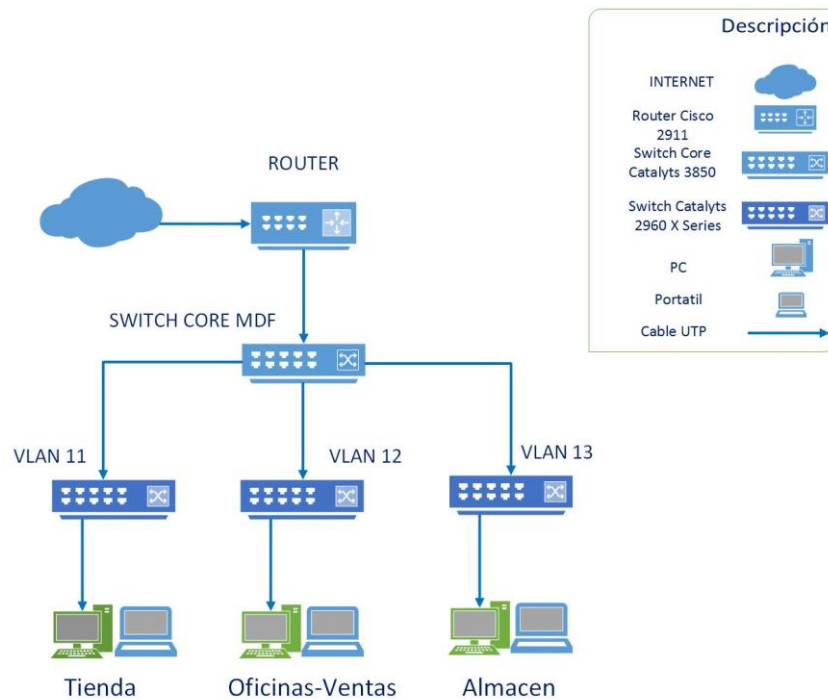 Descripción
INTERNET
Router Cisco
2911
Switch Core
Catalyts 3850
Switch Catalyts
2960 X Series
PC
Portatil
Cable UTP
ROUTER
SWITCH CORE MDF
VLAN 11
VLAN 12
VLAN 13
Tienda
Oficinas-Ventas
Almacen